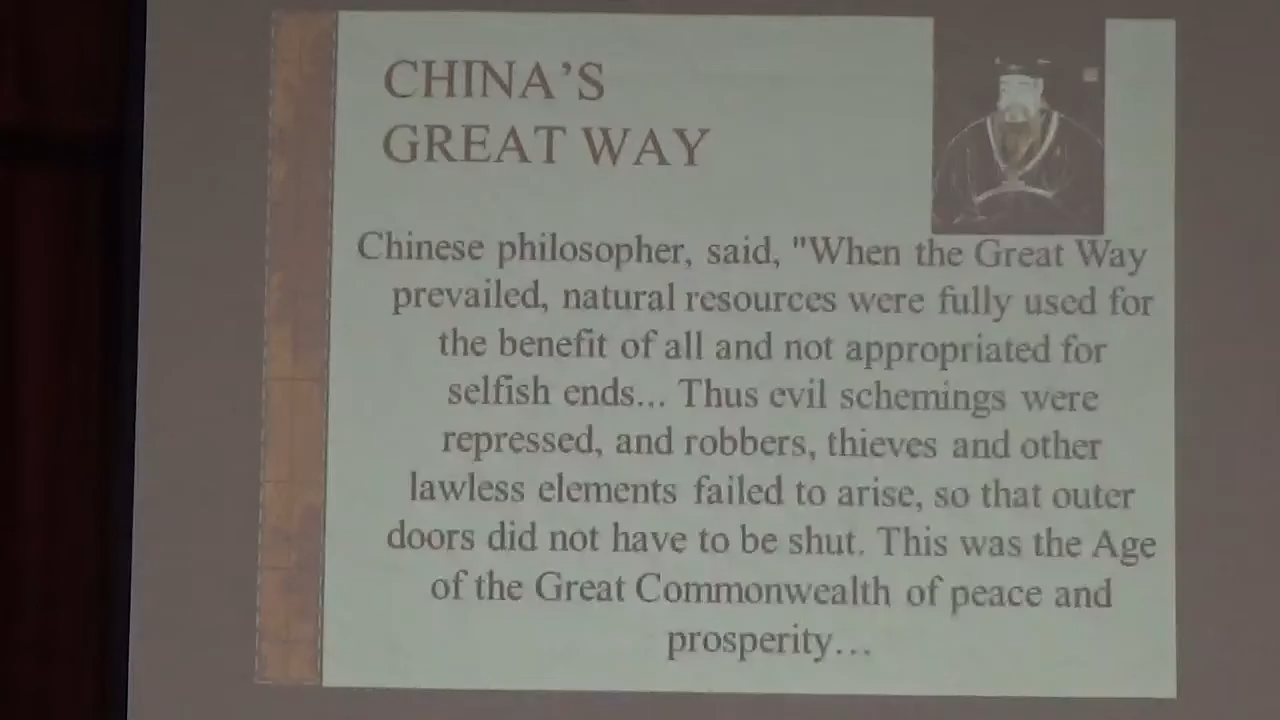 CHINA'S
GREAT WAY
Chinese philosopher, said, "When the Great Way
prevailed, natural resources were fully used for
the benefit of all and not appropriated for
selfish ends... Thus evil schemings were
repressed, and robbers, thieves and other
lawless elements failed to arise, so that outer
doors did not have to be shut. This was the Age
of the Great Commonwealth of peace and
prosperity...